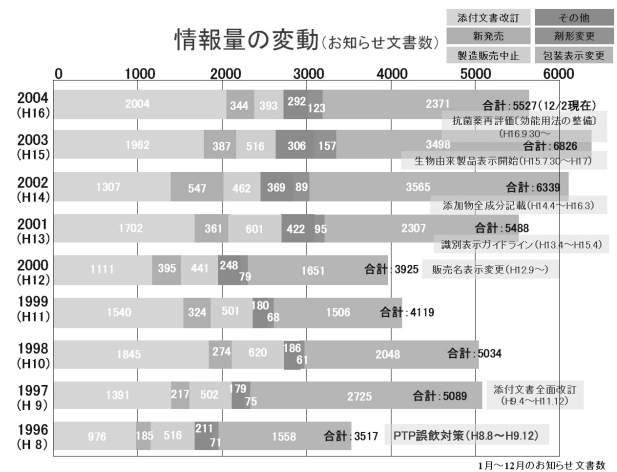 情報量の変動(お知らせ文書数)
添付文書改訂 その他
新発売 剤形変更
製造販売中止 包装表示変更
0 1000 2000 3000 4000 5000 6000
2004 2004 344 393 292 123 2371 合計:5527(12/2現在)
(H16)
抗菌薬再評価〔効能用法の整備〕
(H16.9.30~
2003 1962 387 516 306 157 3498 合計:6826
(H15)
生物由来製品表示開始(H15.7.30~H17)
2002 1307 547 462 369 89 3565 合計:6339
(H14)
添加物全成分記載(H14.4~H16.3)
2001 1702 361 601 422 95 2307 合計:5488
(H13)
識別表示ガイドライン(H13.4~H15.4)
2000 1111 395 441 248 79 1651 合計:3925 販売名表示変更(H12.9~)
(H12)
1999 1540 324 501 180 68 1506 合計:4119
(H11)
1998 1845 274 620 186 61 2048 合計:5034
(H10)
1997 1391 217 502 179 75 2725 合計:5089 添付文書全面改訂
(H 9) (H9.4~H11.12)
1996 976 185 516 211 71 1558 合計:3517 PTP誤飲対策(H8.8~H9.12)
(H 8)
1月~12月のお知らせ文書数